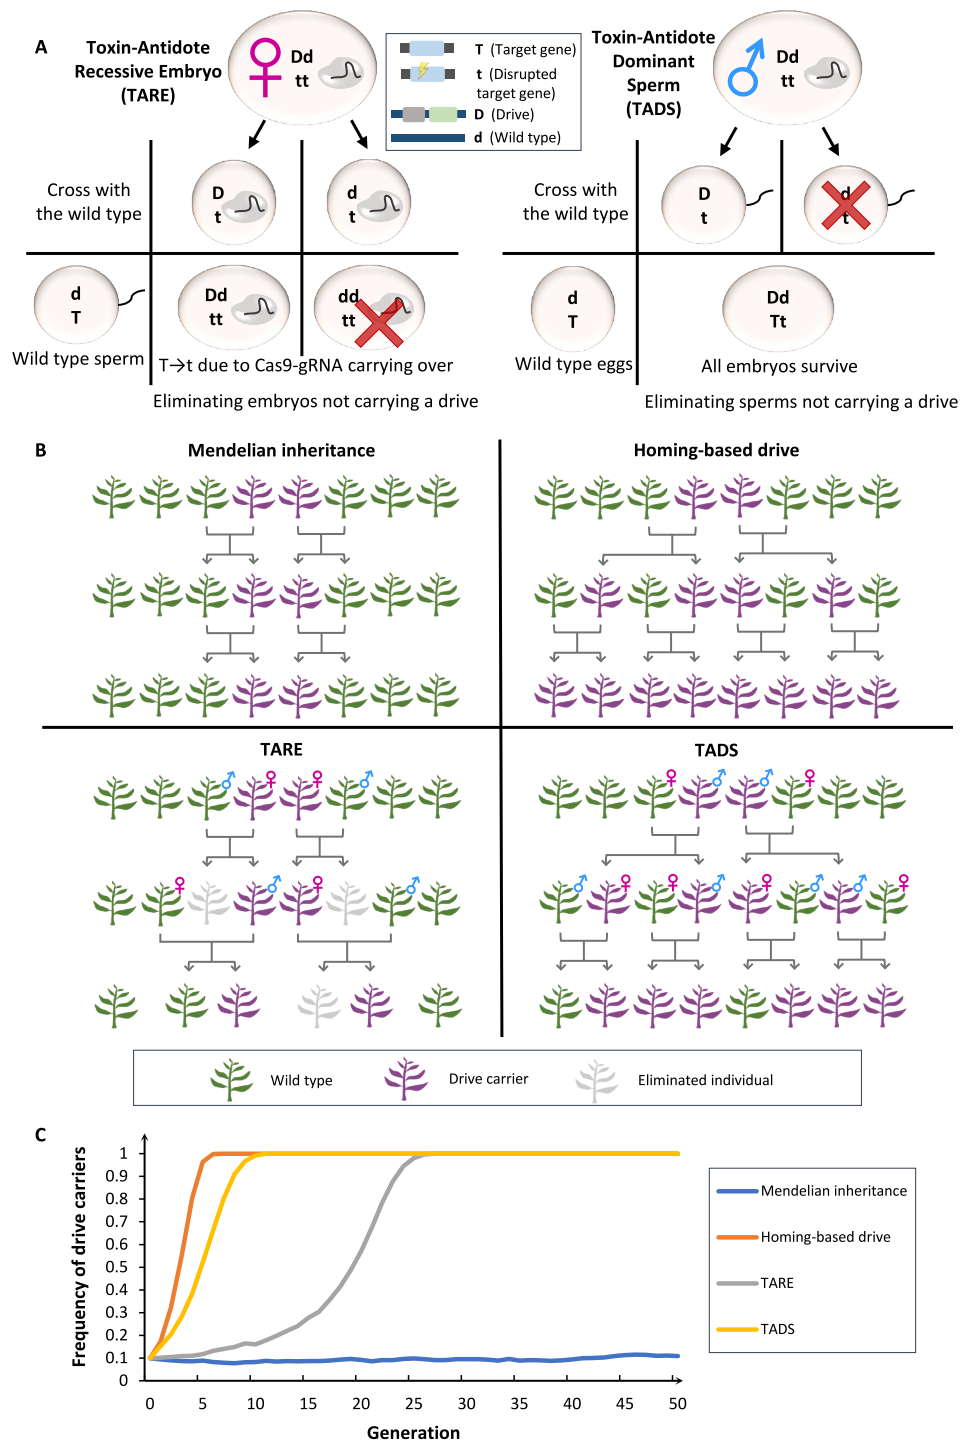 A
Toxin-Antidote
Recessive Embryo
(TARE)
Dd
tt
T (Target gene)
t (Disrupted
target gene)
D (Drive)
d (Wild type)
Toxin-Antidote
Dominant
Sperm
(TADS)
Dd
tt
Cross with
the wild type
D
t
d
t
Cross with
the wild type
D
t
d
t
d
T
Dd
tt
dd
tt
d
T
Dd
Tt
Wild type sperm
T→t due to Cas9-gRNA carrying over
Wild type eggs
All embryos survive
Eliminating embryos not carrying a drive
Eliminating sperms not carrying a drive
B
Mendelian inheritance
Homing-based drive
TARE
TADS
Wild type
Drive carrier
Eliminated individual
C
Frequency of drive carriers
1
0.9
0.8
0.7
0.6
0.5
0.4
0.3
0.2
0.1
0
0 5 10 15 20 25 30 35 40 45 50
Generation
Mendelian inheritance
Homing-based drive
TARE
TADS